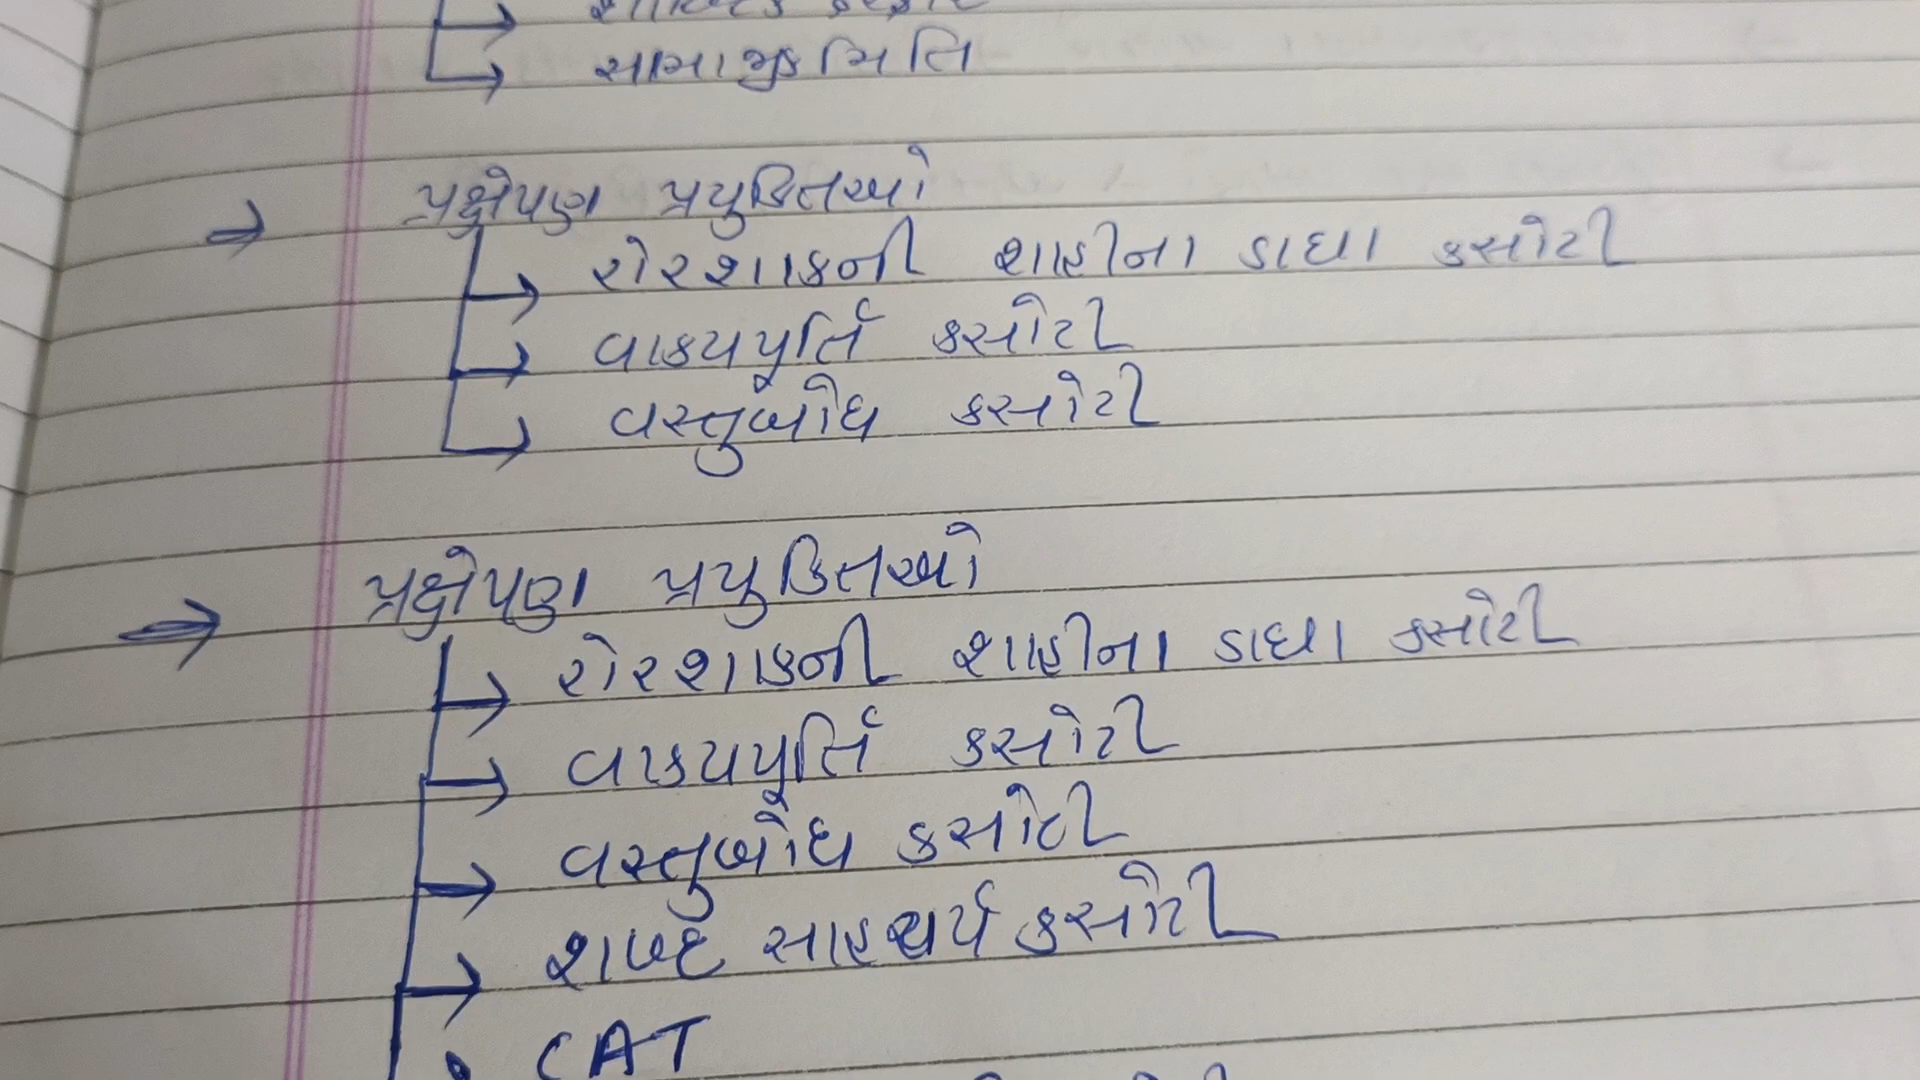 સામાજીકમિતિ
પ્રક્ષેપણ પ્રયુક્તિઓ
રોરશાકની શાહીના ડાઘા કસોટી
વાક્યપૂર્તિ કસોટી
વસ્તુબોધ કસોટી
પ્રક્ષેપણ પ્રયુક્તિઓ
રોરશાકની શાહીના ડાઘા કસોટી
વાક્યપૂર્તિ કસોટી
વસ્તુબોધ કસોટી
શબ્દ સાહચર્ય કસોટી
CAT